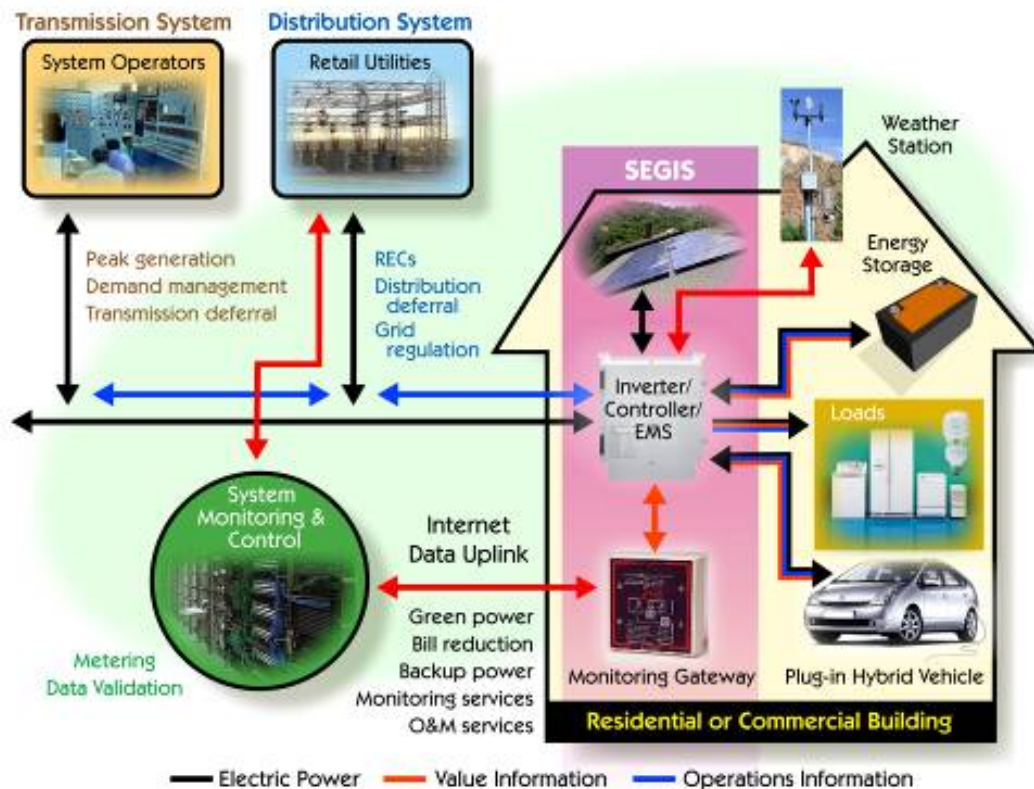 Transmission System
Distribution System
System Operators
Retail Utilities
Weather
Station
SEGIS
Energy
Storage
Peak generation
Demand management
Transmission deferral
RECs
Distribution
deferral
Grid
regulation
Inverter/
Controller/
EMS
Loads
System
Monitoring &
Control
Internet
Data Uplink
Green power
Bill reduction
Backup power
Monitoring services
O&M services
Metering
Data Validation
Monitoring Gateway
Plug-in Hybrid Vehicle
Residential or Commercial Building
Electric Power
Value Information
Operations Information